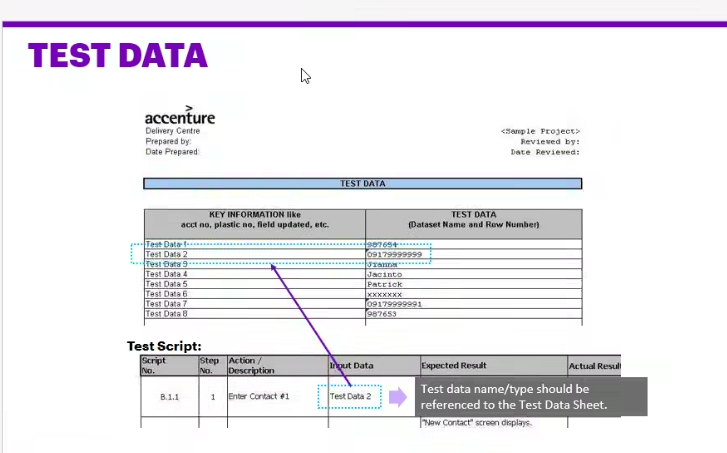 TEST DATA
accenture
Delivery Centre
Prepared by:
Date Prepared:
<Sample Project>
Reviewed by:
Date Reviewed:
TEST DATA
KEY INFORMATION like
acct no, plastic no, field updated, etc.
TEST DATA
(Dataset Name and Row Number)
Test Data 1 987654
Test Data 2 09179999999
Test Data 3 Jianna
Test Data 4 Jacinto
Test Data 5 Patrick
Test Data 6 xxxxxxx
Test Data 7 09179999991
Test Data 8 987653
Test Script:
Script No. Step No. Action / Description Input Data Expected Result Actual Resul
B.1.1 1 Enter Contact #1 Test Data 2
Test data name/type should be
referenced to the Test Data Sheet.
"New Contact" screen displays.